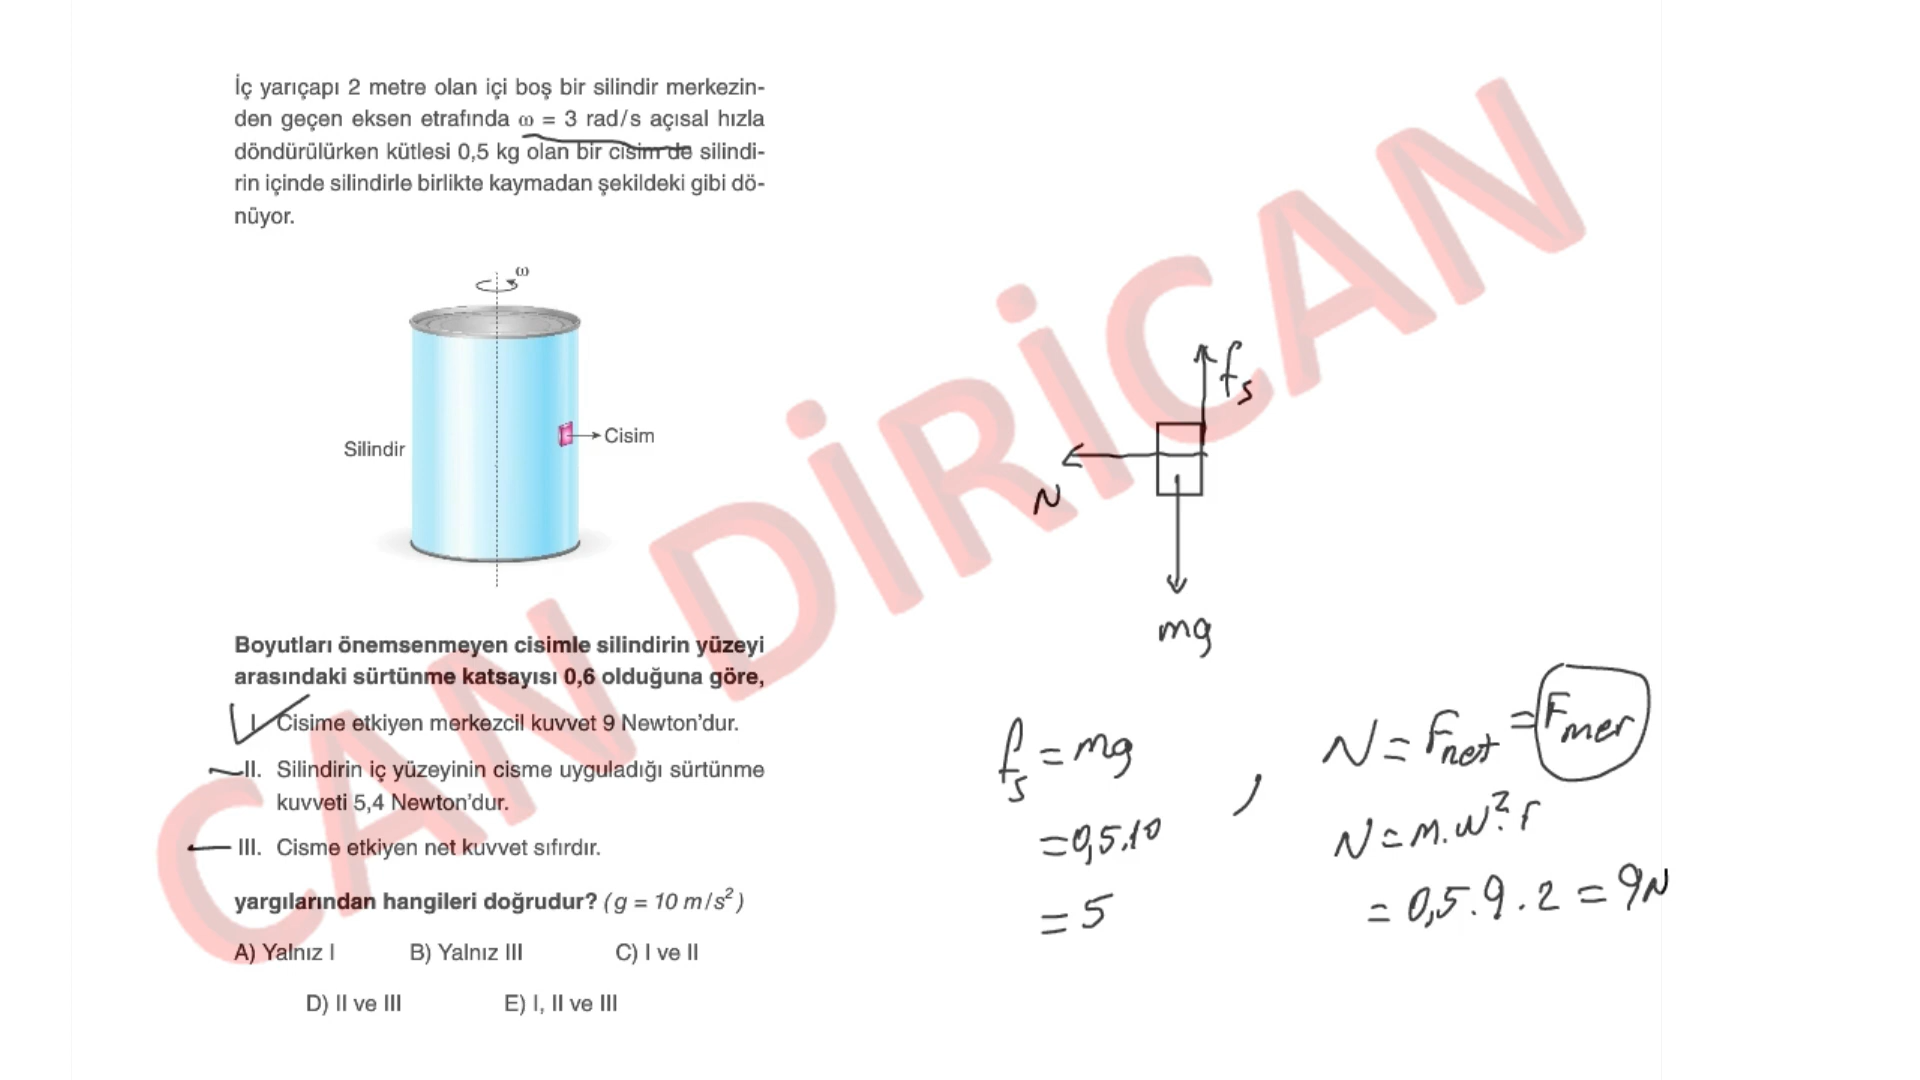 İç yarıçapı 2 metre olan içi boş bir silindir merkezin-
den geçen eksen etrafında ω = 3 rad/s açısal hızla
döndürülürken kütlesi 0,5 kg olan bir cisim de silindi-
rin içinde silindirle birlikte kaymadan şekildeki gibi dö-
nüyor.
ω
Silindir
Cisim
Boyutları önemsenmeyen cisimle silindirin yüzeyi
arasındaki sürtünme katsayısı 0,6 olduğuna göre,
I. Cisime etkiyen merkezcil kuvvet 9 Newton'dur.
II. Silindirin iç yüzeyinin cisme uyguladığı sürtünme
kuvveti 5,4 Newton'dur.
III. Cisme etkiyen net kuvvet sıfırdır.
yargılarından hangileri doğrudur? (g = 10 m/s²)
A) Yalnız I B) Yalnız III C) I ve II
D) II ve III E) I, II ve III
fs
N
mg
fs = mg
= 0,5.10
= 5
,
N = Fnet = Fmer
N = m.w².r
= 0,5.9.2 = 9N
CAN DİRİCAN